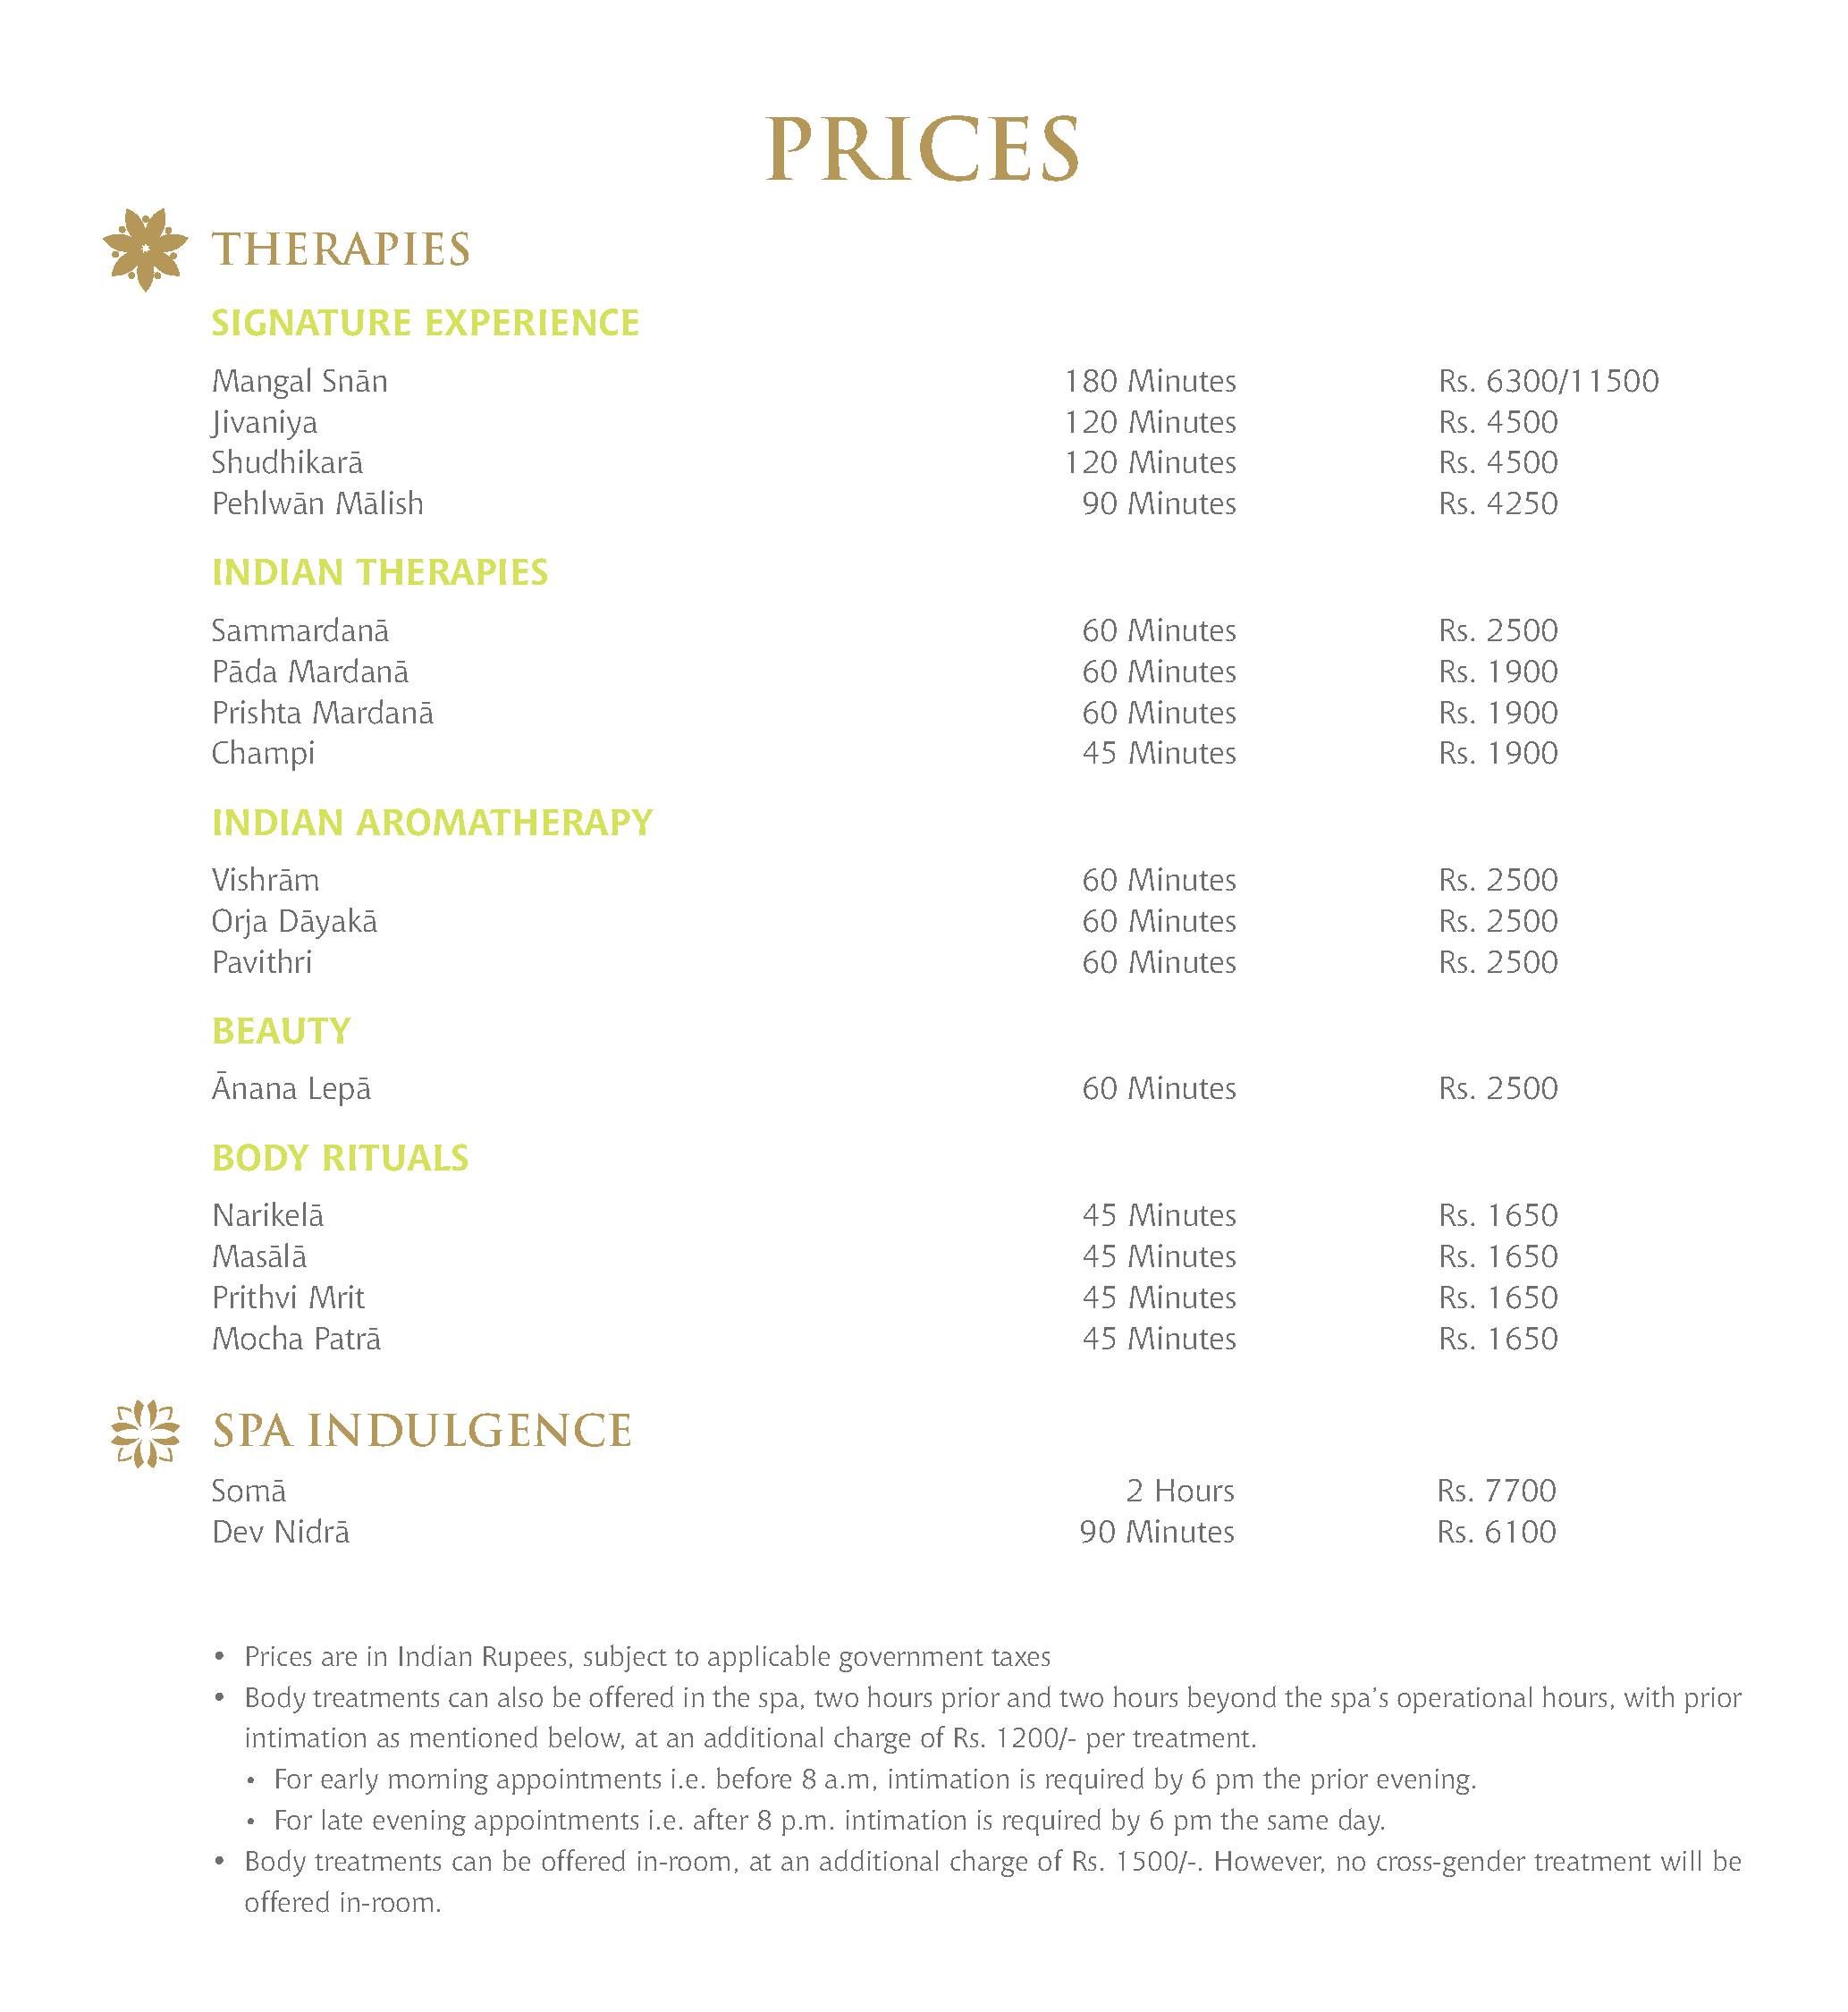 PRICES
THERAPIES
SIGNATURE EXPERIENCE
Mangal Snān 180 Minutes Rs. 6300/11500
Jivaniya 120 Minutes Rs. 4500
Shudhikarā 120 Minutes Rs. 4500
Pehlwān Mālish 90 Minutes Rs. 4250
INDIAN THERAPIES
Sammardanā 60 Minutes Rs. 2500
Pāda Mardanā 60 Minutes Rs. 1900
Prishta Mardanā 60 Minutes Rs. 1900
Champi 45 Minutes Rs. 1900
INDIAN AROMATHERAPY
Vishrām 60 Minutes Rs. 2500
Orja Dāyakā 60 Minutes Rs. 2500
Pavithri 60 Minutes Rs. 2500
BEAUTY
Ānana Lepā 60 Minutes Rs. 2500
BODY RITUALS
Narikelā 45 Minutes Rs. 1650
Masālā 45 Minutes Rs. 1650
Prithvi Mrit 45 Minutes Rs. 1650
Mocha Patrā 45 Minutes Rs. 1650
SPA INDULGENCE
Somā 2 Hours Rs. 7700
Dev Nidrā 90 Minutes Rs. 6100
• Prices are in Indian Rupees, subject to applicable government taxes
• Body treatments can also be offered in the spa, two hours prior and two hours beyond the spa's operational hours, with prior
intimation as mentioned below, at an additional charge of Rs. 1200/- per treatment.
• For early morning appointments i.e. before 8 a.m, intimation is required by 6 pm the prior evening.
• For late evening appointments i.e. after 8 p.m. intimation is required by 6 pm the same day.
• Body treatments can be offered in-room, at an additional charge of Rs. 1500/-. However, no cross-gender treatment will be
offered in-room.